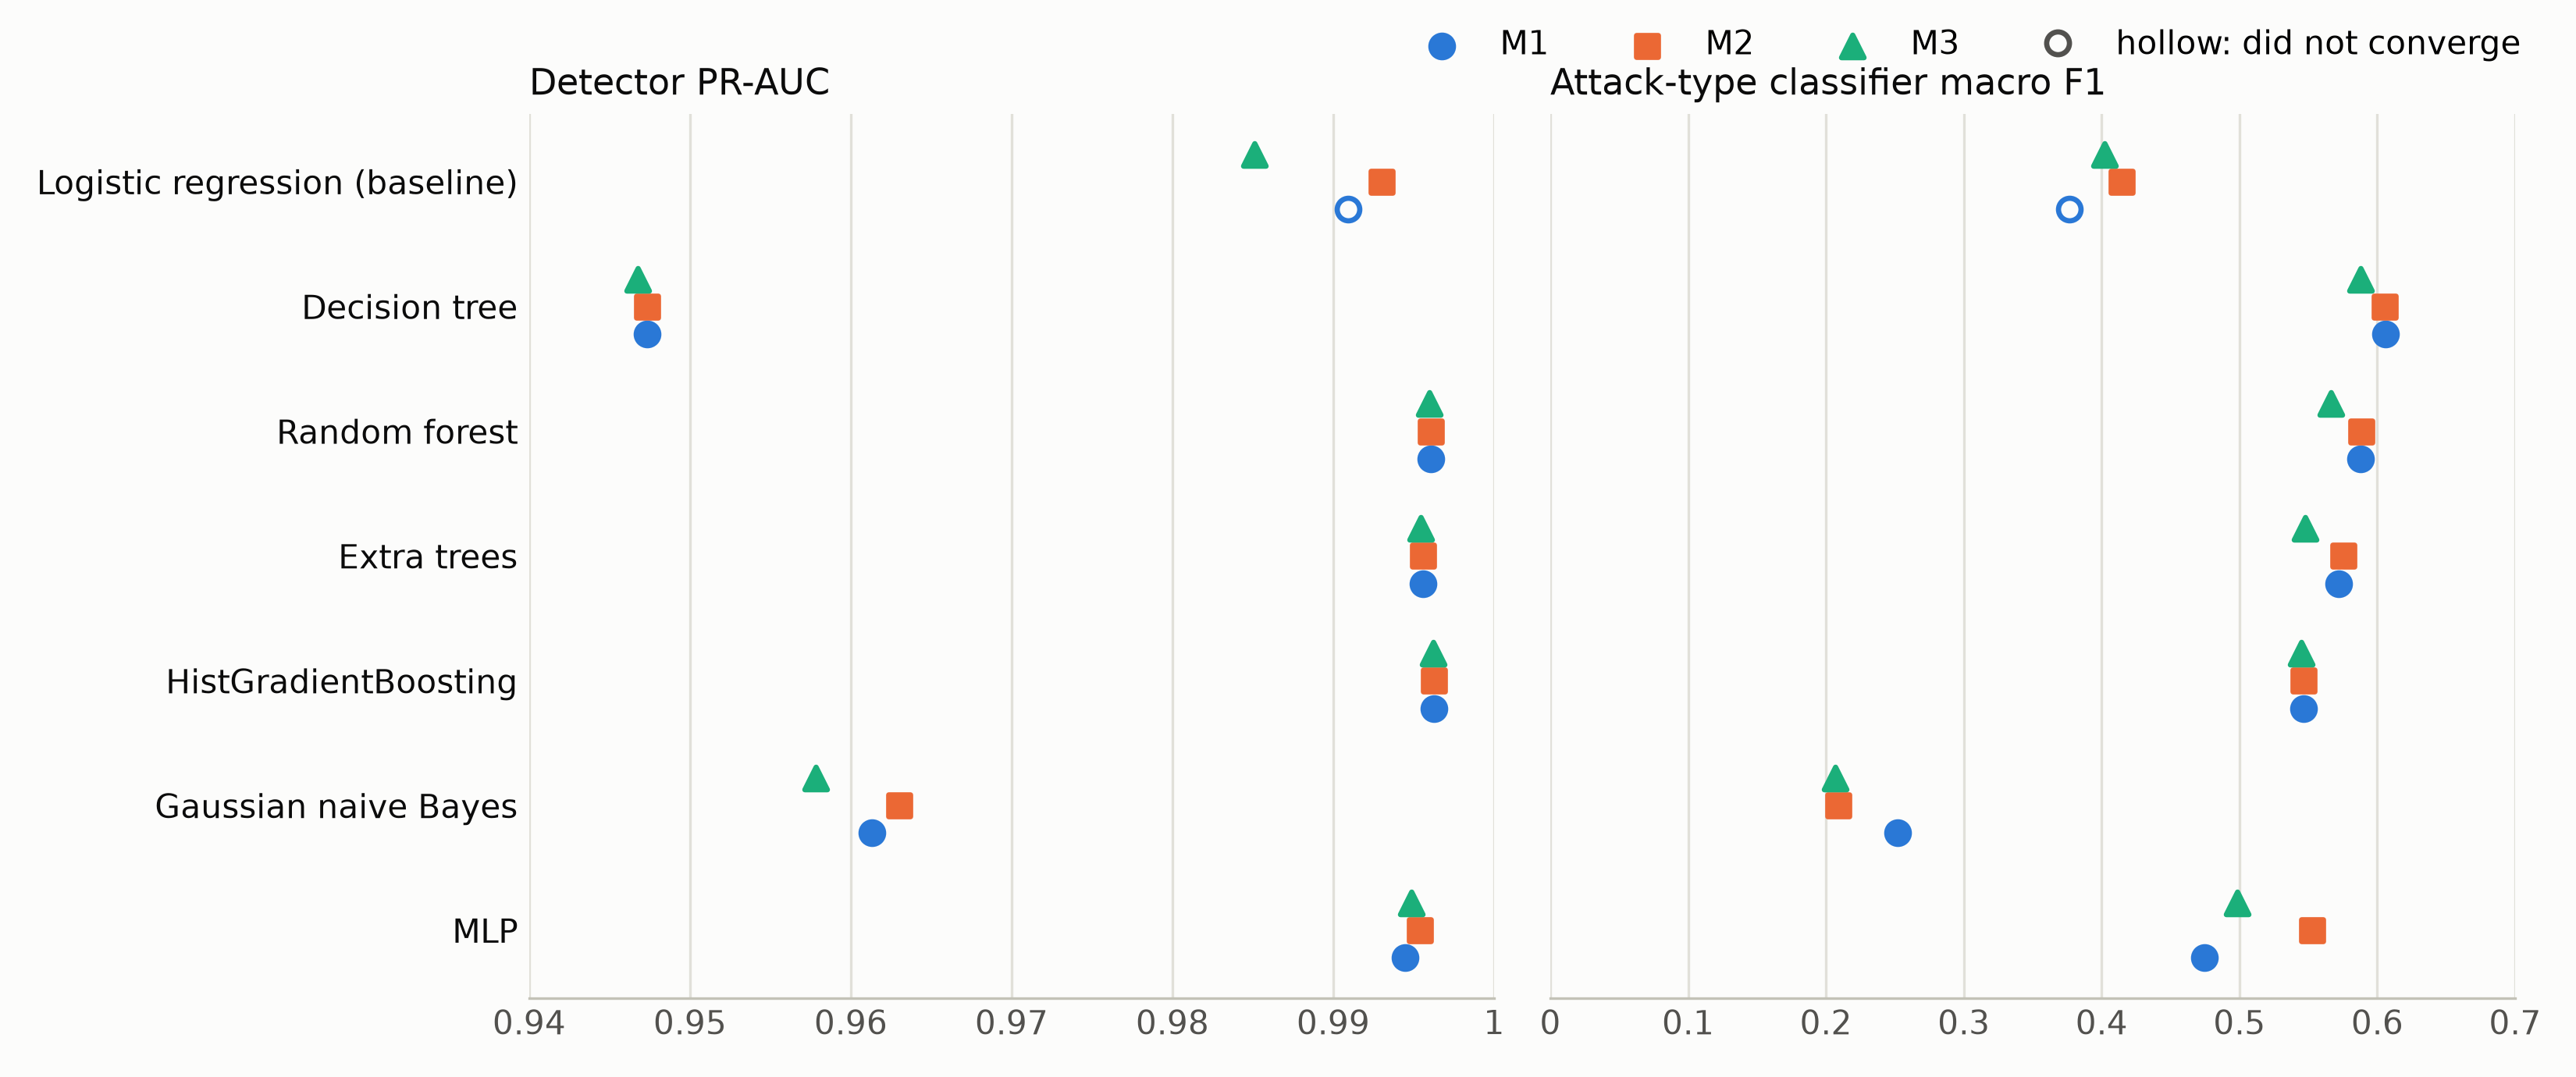 M1 M2 M3 hollow: did not converge
Detector PR-AUC
Attack-type classifier macro F1
Logistic regression (baseline)
Decision tree
Random forest
Extra trees
HistGradientBoosting
Gaussian naive Bayes
MLP
0.94 0.95 0.96 0.97 0.98 0.99 1
0 0.1 0.2 0.3 0.4 0.5 0.6 0.7